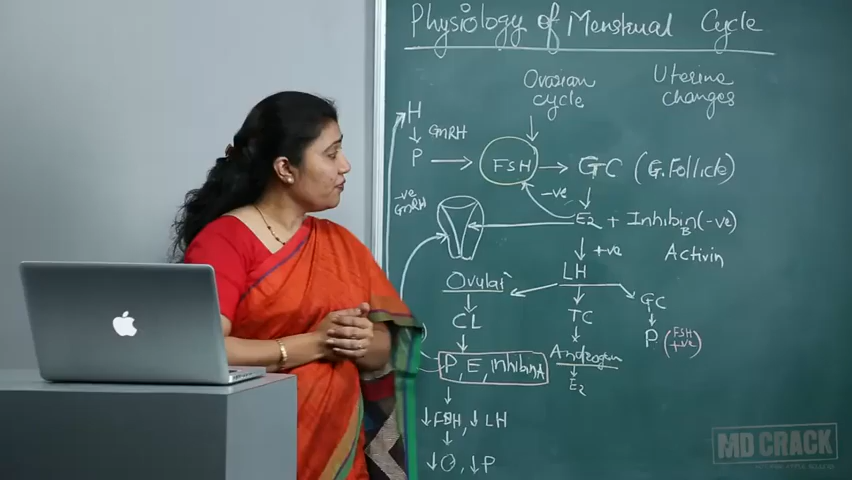 Physiology of Menstrual Cycle
Ovarian cycle
Uterine changes
H
GnRH
P → FSH → GC (G.Follicle)
-ve GnRH
-ve
E2 + Inhibin B (-ve)
+ve
Activin
LH
Ovulati
TC
GC
CL
P (FSH +ve)
Androgen
P, E, Inhibin A
E2
↓FSH, ↓LH
↓O, ↓P
MD CRACK